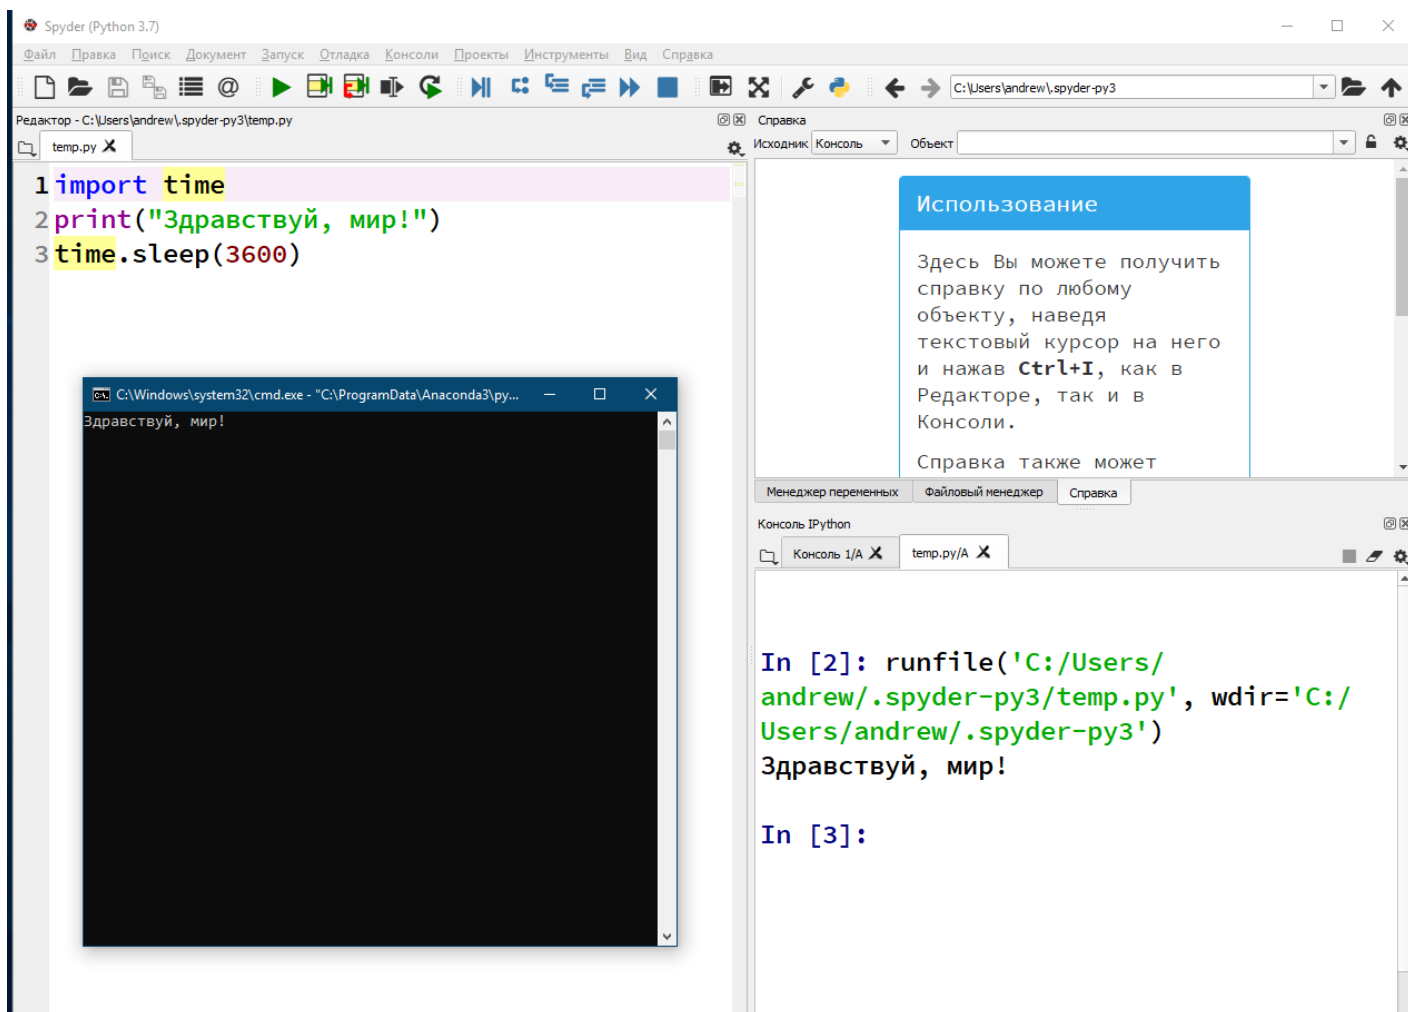 Spyder (Python 3.7)
Файл Правка Поиск Документ Запуск Отладка Консоли Проекты Инструменты Вид Справка
C:\Users\andrew\.spyder-py3
Редактор - C:\Users\andrew\.spyder-py3\temp.py
temp.py
1 import time
2 print("Здравствуй, мир!")
3 time.sleep(3600)
C:\Windows\system32\cmd.exe - "C:\ProgramData\Anaconda3\py...
Здравствуй, мир!
Справка
Исходник Консоль Объект
Использование
Здесь Вы можете получить
справку по любому
объекту, наведя
текстовый курсор на него
и нажав Ctrl+I, как в
Редакторе, так и в
Консоли.
Справка также может
Менеджер переменных Файловый менеджер Справка
Консоль IPython
Консоль 1/A temp.py/A
In [2]: runfile('C:/Users/
andrew/.spyder-py3/temp.py', wdir='C:/
Users/andrew/.spyder-py3')
Здравствуй, мир!
In [3]: